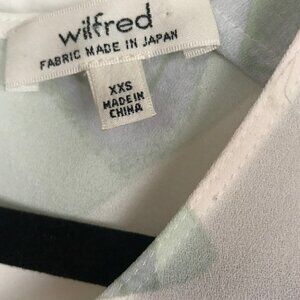 wilfred
FABRIC MADE IN JAPAN
XXS
MADE IN
CHINA